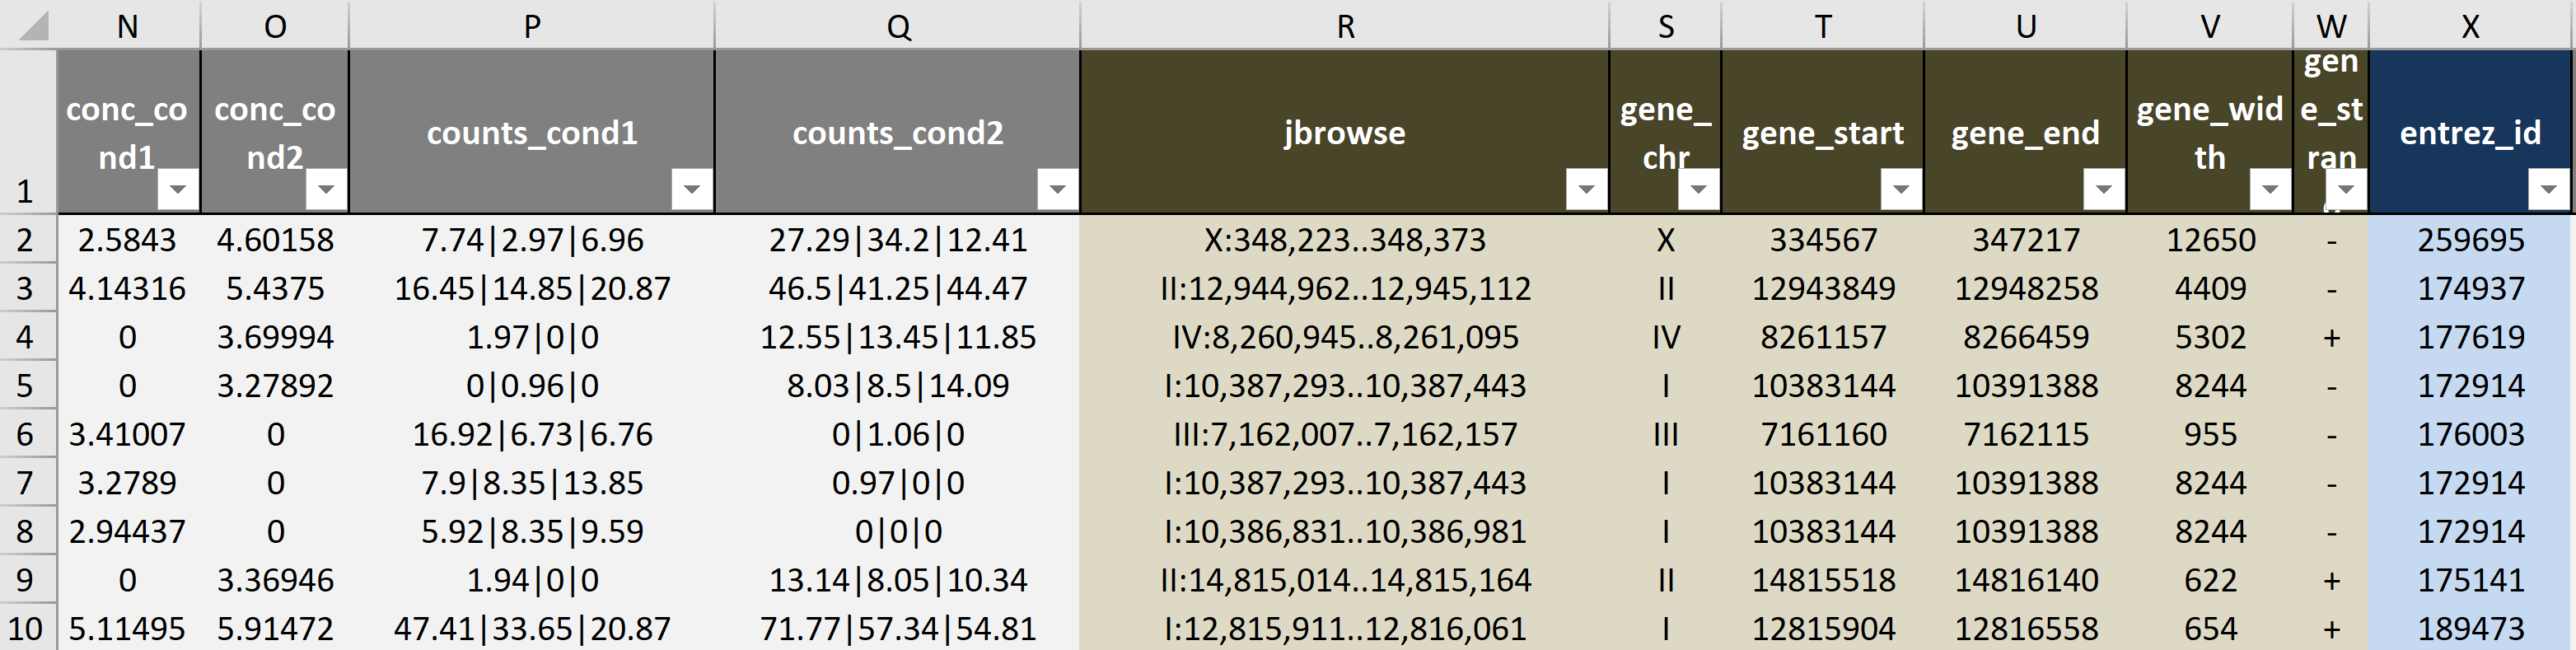 N O P Q R S T U V W X
1 conc_cond1 conc_cond2 counts_cond1 counts_cond2 jbrowse gene_chr gene_start gene_end gene_width gene_stran entrez_id
2 2.5843 4.60158 7.74|2.97|6.96 27.29|34.2|12.41 X:348,223..348,373 X 334567 347217 12650 - 259695
3 4.14316 5.4375 16.45|14.85|20.87 46.5|41.25|44.47 II:12,944,962..12,945,112 II 12943849 12948258 4409 - 174937
4 0 3.69994 1.97|0|0 12.55|13.45|11.85 IV:8,260,945..8,261,095 IV 8261157 8266459 5302 + 177619
5 0 3.27892 0|0.96|0 8.03|8.5|14.09 I:10,387,293..10,387,443 I 10383144 10391388 8244 - 172914
6 3.41007 0 16.92|6.73|6.76 0|1.06|0 III:7,162,007..7,162,157 III 7161160 7162115 955 - 176003
7 3.2789 0 7.9|8.35|13.85 0.97|0|0 I:10,387,293..10,387,443 I 10383144 10391388 8244 - 172914
8 2.94437 0 5.92|8.35|9.59 0|0|0 I:10,386,831..10,386,981 I 10383144 10391388 8244 - 172914
9 0 3.36946 1.94|0|0 13.14|8.05|10.34 II:14,815,014..14,815,164 II 14815518 14816140 622 + 175141
10 5.11495 5.91472 47.41|33.65|20.87 71.77|57.34|54.81 I:12,815,911..12,816,061 I 12815904 12816558 654 + 189473